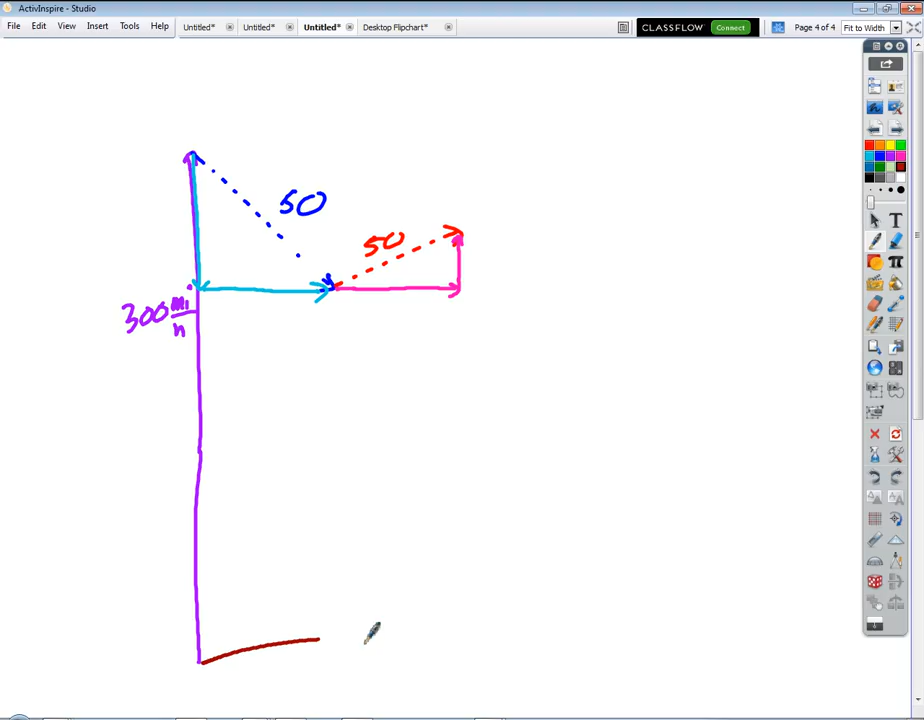 ActivInspire - Studio
File Edit View Insert Tools Help Untitled* Untitled* Untitled* Desktop Flipchart* CLASSFLOW Connect Page 4 of 4 Fit to Width
50
50
300 mi/h